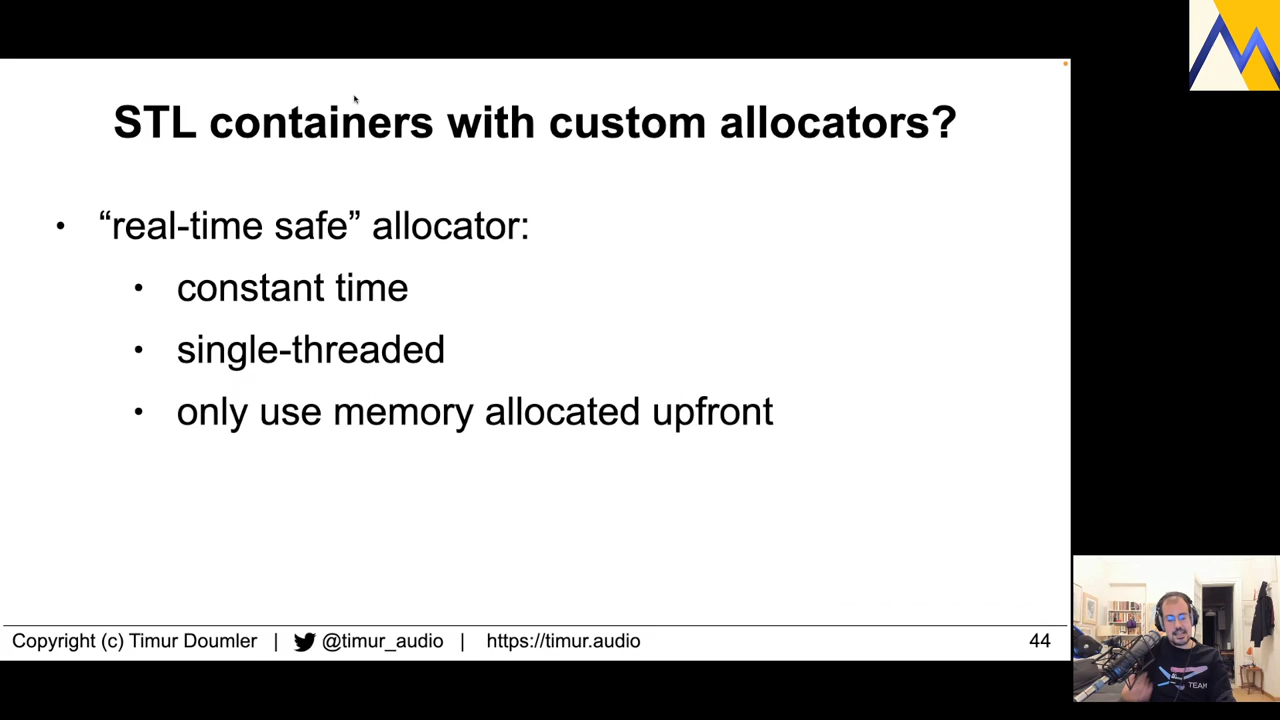 STL containers with custom allocators?
• “real-time safe” allocator:
• constant time
• single-threaded
• only use memory allocated upfront
Copyright (c) Timur Doumler | @timur_audio | https://timur.audio 44
TEAM